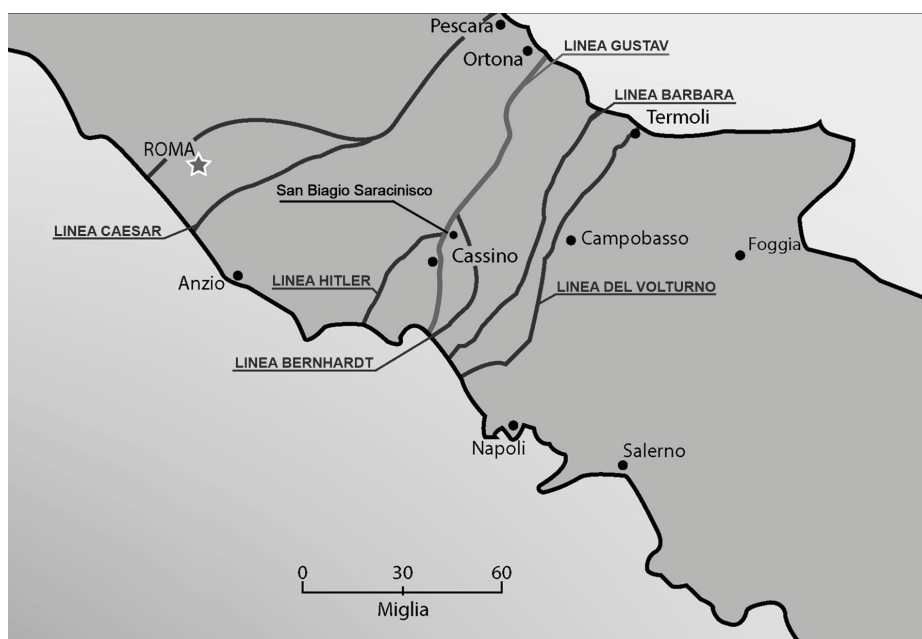 Pescara
Ortona
LINEA GUSTAV
LINEA BARBARA
Termoli
ROMA
San Biagio Saracinisco
LINEA CAESAR
Campobasso
Foggia
Cassino
Anzio
LINEA HITLER
LINEA DEL VOLTURNO
LINEA BERNHARDT
Napoli
Salerno
0 30 60
Miglia